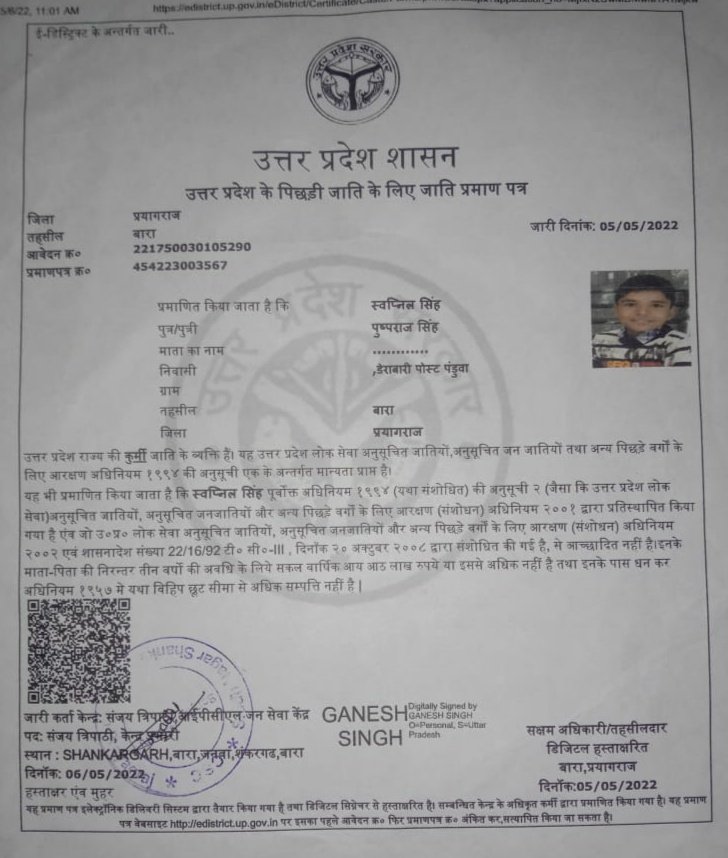 5/8/22, 11:01 AM
ई-डिस्ट्रिक्ट के अन्तर्गत जारी..
उत्तर प्रदेश सरकार
उत्तर प्रदेश शासन
उत्तर प्रदेश के पिछड़ी जाति के लिए जाति प्रमाण पत्र
जिला प्रयागराज
जारी दिनांक: 05/05/2022
तहसील बारा
आवेदन क्र० 221750030105290
प्रमाणपत्र क्र० 454223003567
प्रमाणित किया जाता है कि स्वप्निल सिंह
पुत्र/पुत्री पुष्पराज सिंह
माता का नाम ............
निवासी ,डेराबारी पोस्ट पंडुवा
ग्राम
तहसील बारा
जिला प्रयागराज
उत्तर प्रदेश राज्य की कुर्मी जाति के व्यक्ति हैं। यह उत्तर प्रदेश लोक सेवा अनुसूचित जातियों,अनुसूचित जन जातियों तथा अन्य पिछड़े वर्गों के
लिए आरक्षण अधिनियम १९९४ की अनुसूची एक के अन्तर्गत मान्यता प्राप्त है।
यह भी प्रमाणित किया जाता है कि स्वप्निल सिंह पूर्वोक्त अधिनियम १९९४ (यथा संशोधित) की अनुसूची २ (जैसा कि उत्तर प्रदेश लोक
सेवा)अनुसूचित जातियों, अनुसूचित जनजातियों और अन्य पिछड़े वर्गों के लिए आरक्षण (संशोधन) अधिनियम २००१ द्वारा प्रतिस्थापित किया
गया है एंव जो उ०प्र० लोक सेवा अनुसूचित जातियों, अनुसूचित जनजातियों और अन्य पिछड़े वर्गों के लिए आरक्षण (संशोधन) अधिनियम
२००२ एवं शासनादेश संख्या 22/16/92 टी० सी०-III , दिनाँक २० अक्टुबर २००८ द्वारा संशोधित की गई है, से आच्छादित नहीं है।इनके
माता-पिता की निरन्तर तीन वर्षो की अवधि के लिये सकल वार्षिक आय आठ लाख रुपये या इससे अधिक नहीं है तथा इनके पास धन कर
अधिनियम १९५७ मे यथा विहिप छूट सीमा से अधिक सम्पत्ति नहीं है |
जारी कर्ता केन्द्र: संजय त्रिपाठी,आईपीसीएल जन सेवा केंद्र
पद: संजय त्रिपाठी, केन्द्र प्रभारी
स्थान : SHANKARGARH,बारा,जनवा,शंकरगढ,बारा
दिनाँक: 06/05/2022
हस्ताक्षर एंव मुहर
GANESH SINGH
Digitally Signed by
GANESH SINGH
O=Personal, S=Uttar
Pradesh
सक्षम अधिकारी/तहसीलदार
डिजिटल हस्ताक्षरित
बारा,प्रयागराज
दिनाँक:05/05/2022
यह प्रमाण पत्र इलेक्ट्रोनिक डिलिवरी सिस्टम द्वारा तैयार किया गया है तथा डिजिटल सिग्नेचर से हस्ताक्षरित है। सम्बन्धित केन्द्र के अधिकृत कर्मी द्वारा प्रमाणित किया गया है। यह प्रमाण
पत्र वेबसाइट http://edistrict.up.gov.in पर इसका पहले आवेदन क्र० फिर प्रमाणपत्र क्र० अंकित कर,सत्यापित किया जा सकता है।